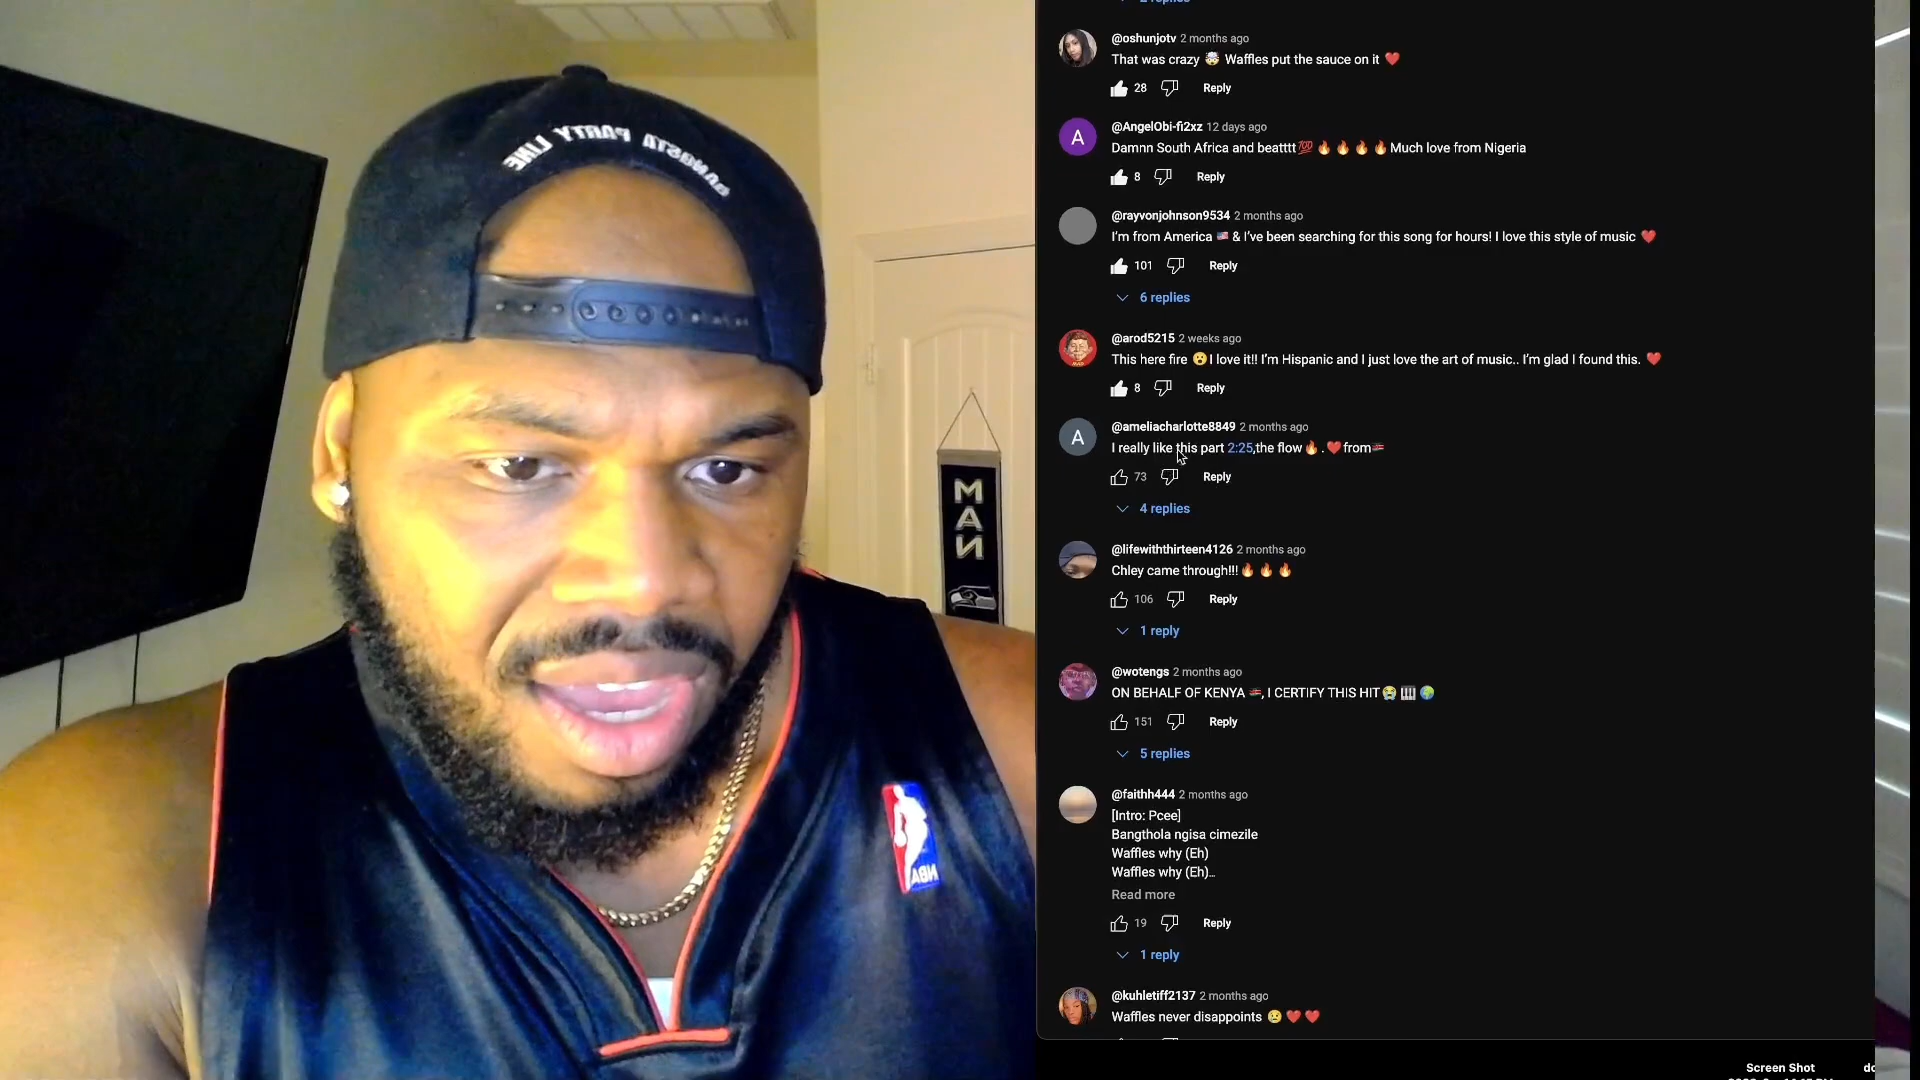 GANGSTA PARTY LINE
MAN
NBA
2 replies
@oshunjotv 2 months ago
That was crazy 🤯 Waffles put the sauce on it ❤️
28 Reply
A
@AngelObi-fi2xz 12 days ago
Damnn South Africa and beatttt💯🔥🔥🔥🔥Much love from Nigeria
8 Reply
@rayvonjohnson9534 2 months ago
I'm from America 🇺🇸 & I've been searching for this song for hours! I love this style of music ❤️
101 Reply
6 replies
@arod5215 2 weeks ago
This here fire 😮I love it!! I'm Hispanic and I just love the art of music.. I'm glad I found this. ❤️
8 Reply
A
@ameliacharlotte8849 2 months ago
I really like this part 2:25,the flow🔥.❤️from🇰🇪
73 Reply
4 replies
@lifewiththirteen4126 2 months ago
Chley came through!!!🔥🔥🔥
106 Reply
1 reply
@wotengs 2 months ago
ON BEHALF OF KENYA 🇰🇪, I CERTIFY THIS HIT😭🎹🌍
151 Reply
5 replies
@faithh444 2 months ago
[Intro: Pcee]
Bangthola ngisa cimezile
Waffles why (Eh)
Waffles why (Eh)…
Read more
19 Reply
1 reply
@kuhletiff2137 2 months ago
Waffles never disappoints 😢❤️❤️
Screen Shot